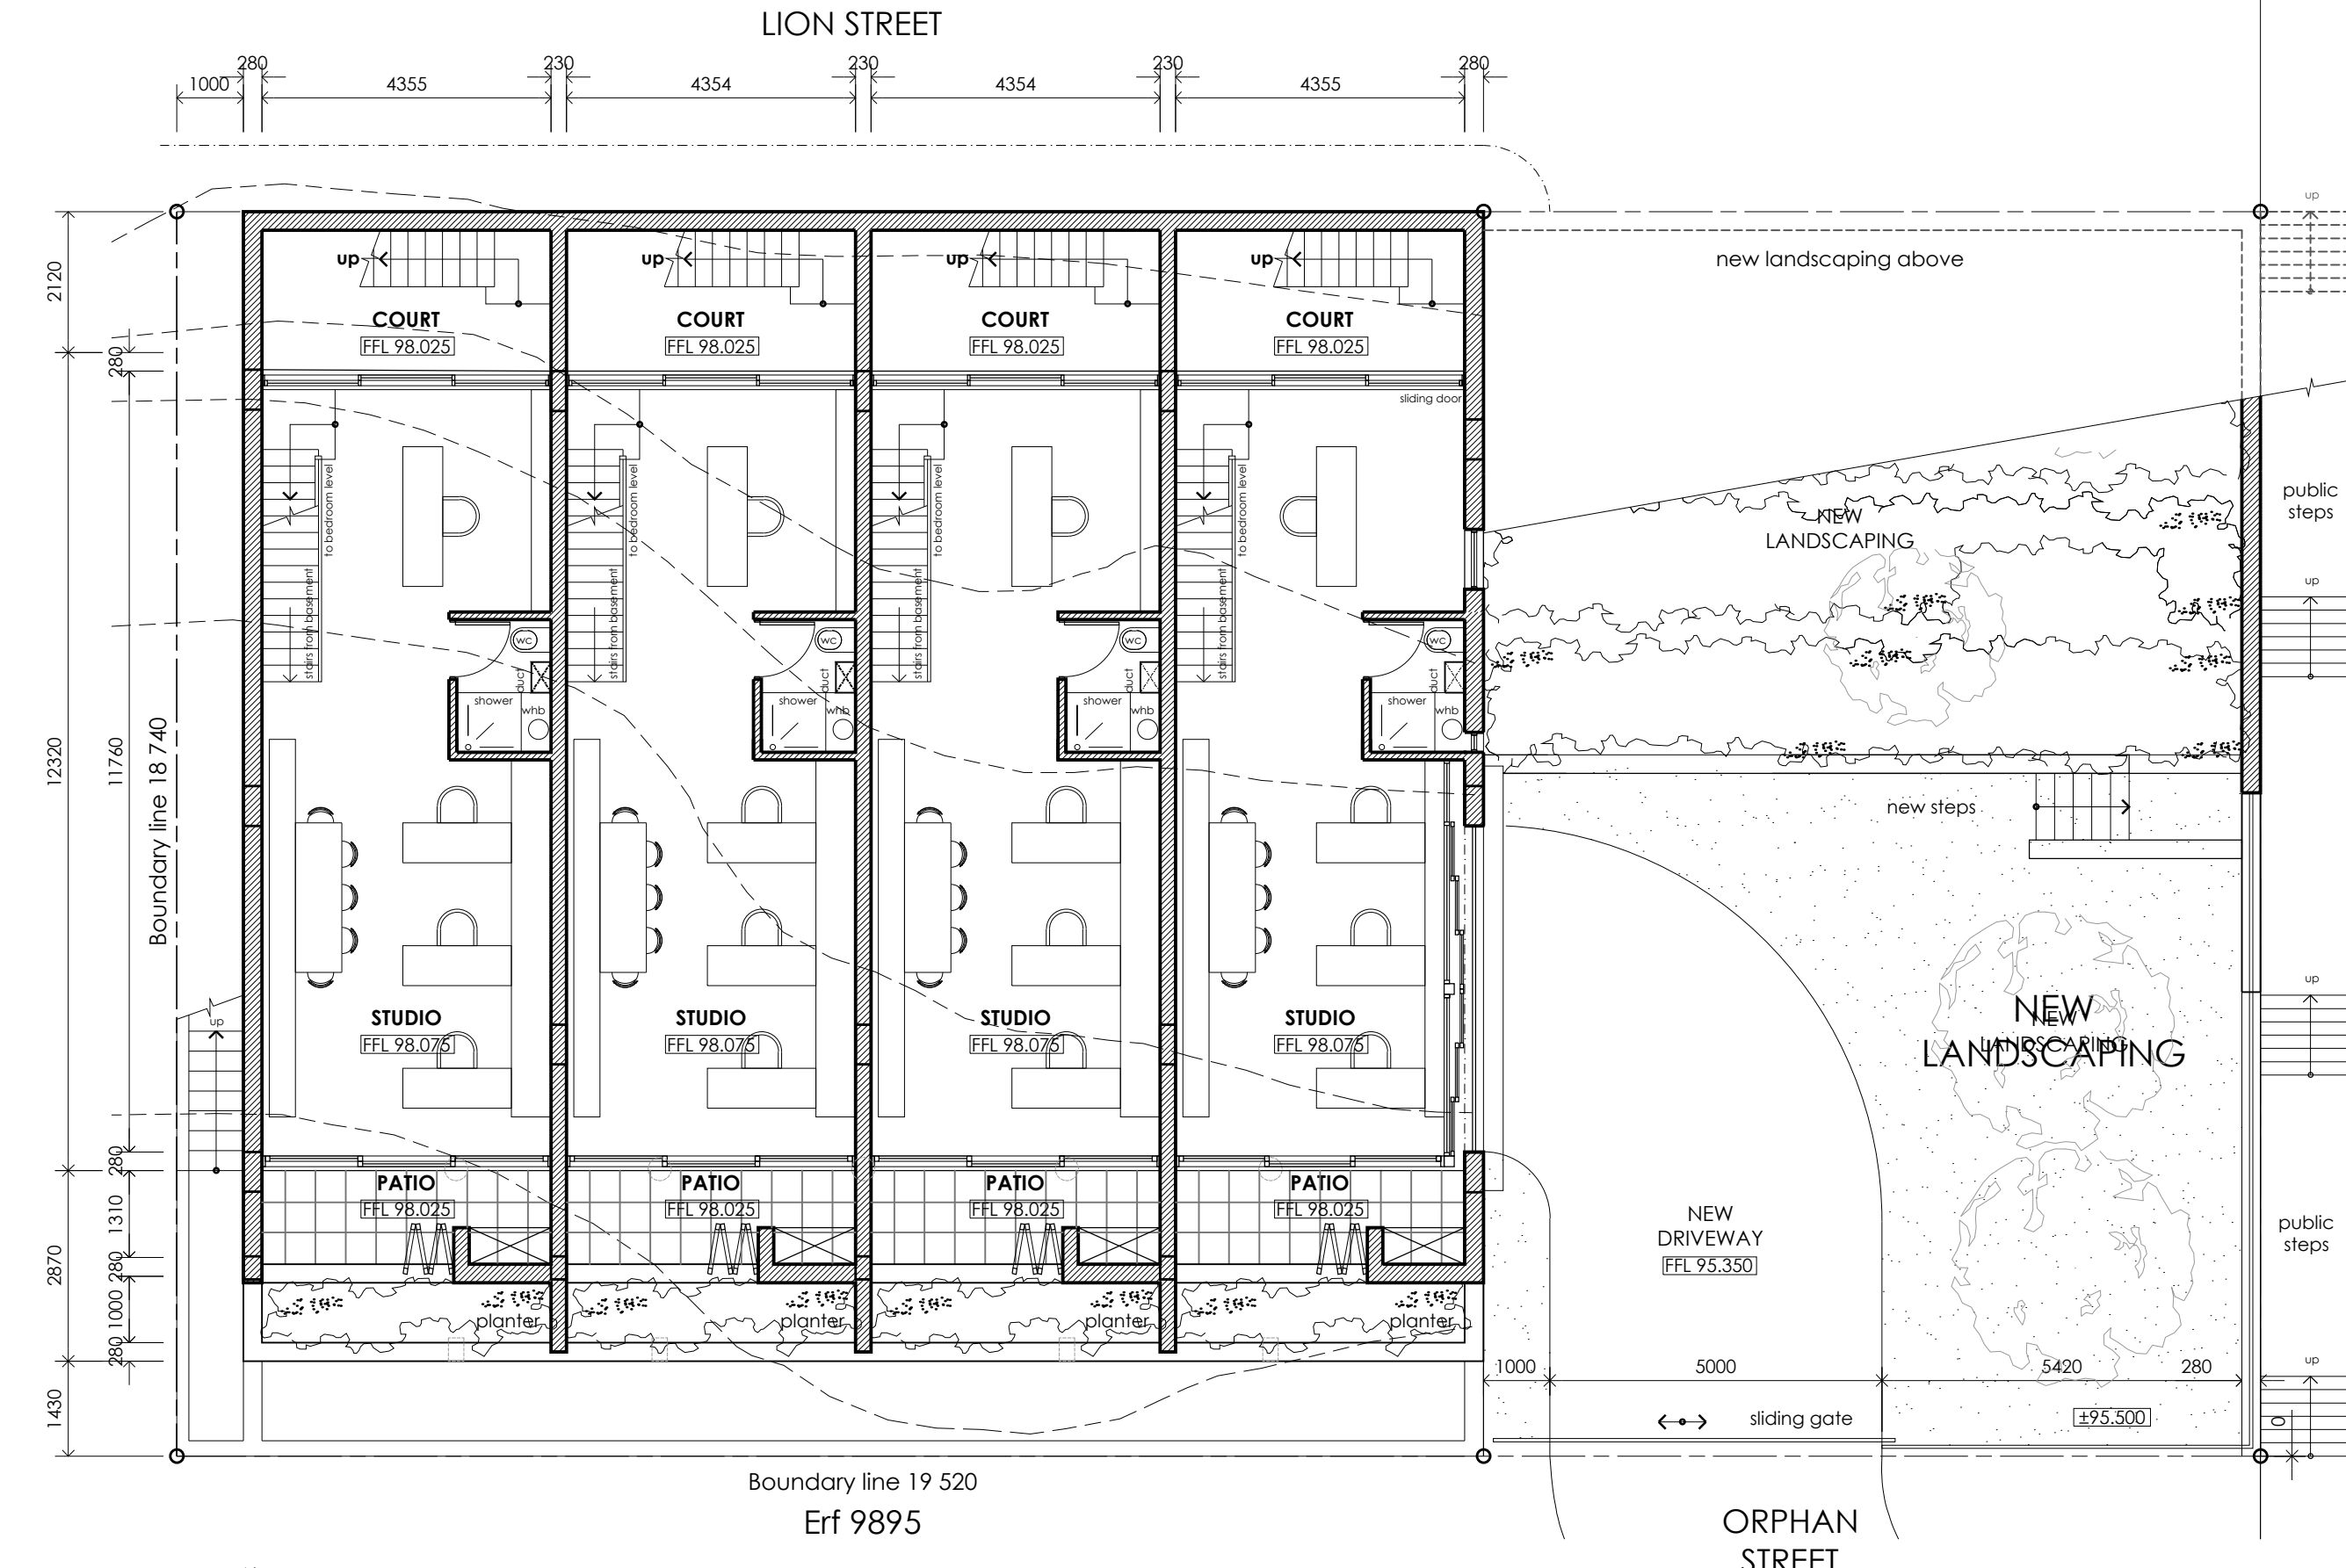 LION STREET
280 230 230 230 280
1000 4355 4354 4354 4355
up
up up up up
new landscaping above
2120
COURT COURT COURT COURT
FFL 98.025 FFL 98.025 FFL 98.025 FFL 98.025
280
sliding door
to bedroom level to bedroom level to bedroom level to bedroom level
public
steps
NEW
LANDSCAPING
up
stairs from basement stairs from basement stairs from basement stairs from basement
wc wc wc wc
duct duct duct duct
shower shower shower shower
whb whb whb whb
12320
11760
Boundary line 18 740
new steps
up
NEW
LANDSCAPING
NEW
LANDSCAPING
up
STUDIO STUDIO STUDIO STUDIO
FFL 98.075 FFL 98.075 FFL 98.075 FFL 98.075
280
PATIO PATIO PATIO PATIO
FFL 98.025 FFL 98.025 FFL 98.025 FFL 98.025
1310
2870
280
1000
280
NEW
DRIVEWAY
FFL 95.350
public
steps
planter planter planter planter
up
1000 5000 5420 280
1430
sliding gate
±95.500
0
Boundary line 19 520
Erf 9895
ORPHAN
STREET